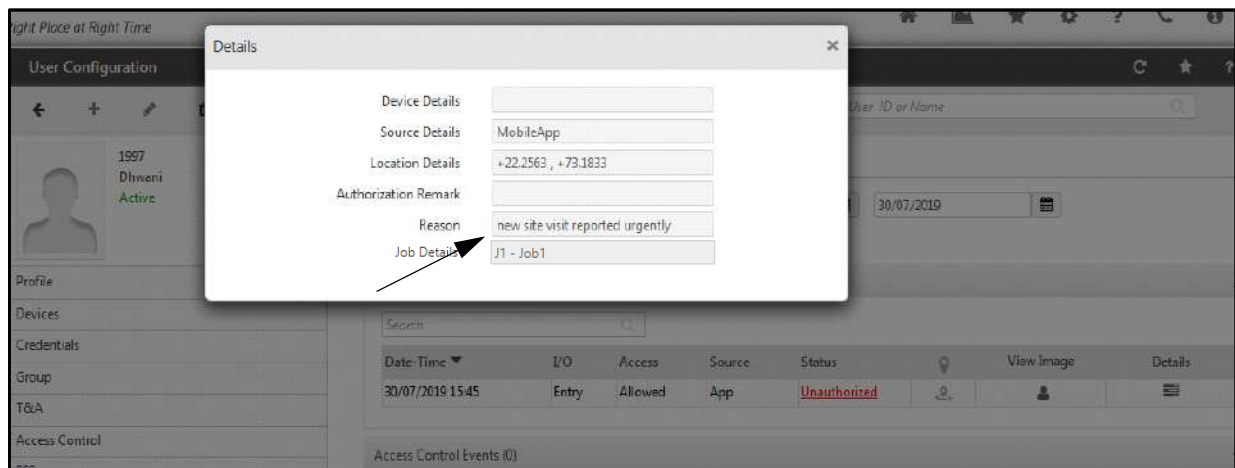 ight Place at Right Time
User Configuration
Details
Device Details
Source Details MobileApp
Location Details +22.2563 , +73.1833
Authorization Remark
Reason new site visit reported urgently
Job Details J1 - Job1
User ID or Name
1997
Dhwani
Active
30/07/2019
Profile
Devices
Credentials
Group
T&A
Access Control
Search
Date-Time I/O Access Source Status View Image Details
30/07/2019 15:45 Entry Allowed App Unauthorized
Access Control Events (0)